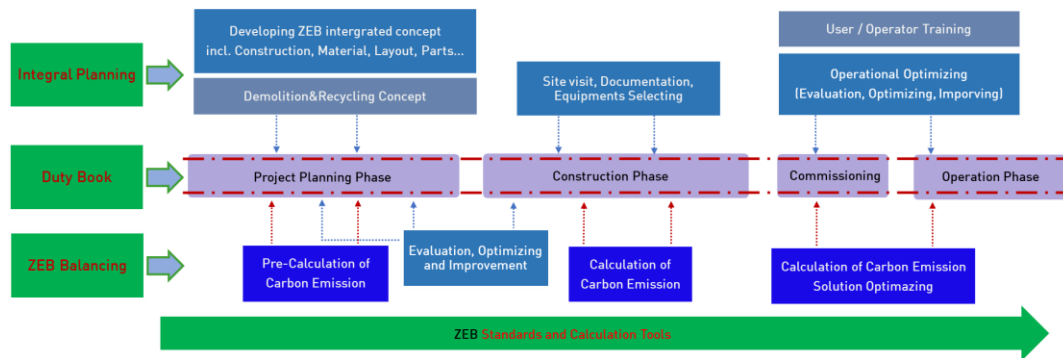 Developing ZEB intergrated concept
incl. Construction, Material, Layout, Parts...
User / Operator Training
Integral Planning
Demolition&Recycling Concept
Site visit, Documentation,
Equipments Selecting
Operational Optimizing
(Evaluation, Optimizing, Imporving)
Duty Book
Project Planning Phase
Construction Phase
Commissioning
Operation Phase
ZEB Balancing
Pre-Calculation of
Carbon Emission
Evaluation, Optimizing
and Improvement
Calculation of
Carbon Emission
Calculation of Carbon Emission
Solution Optimazing
ZEB Standards and Calculation Tools